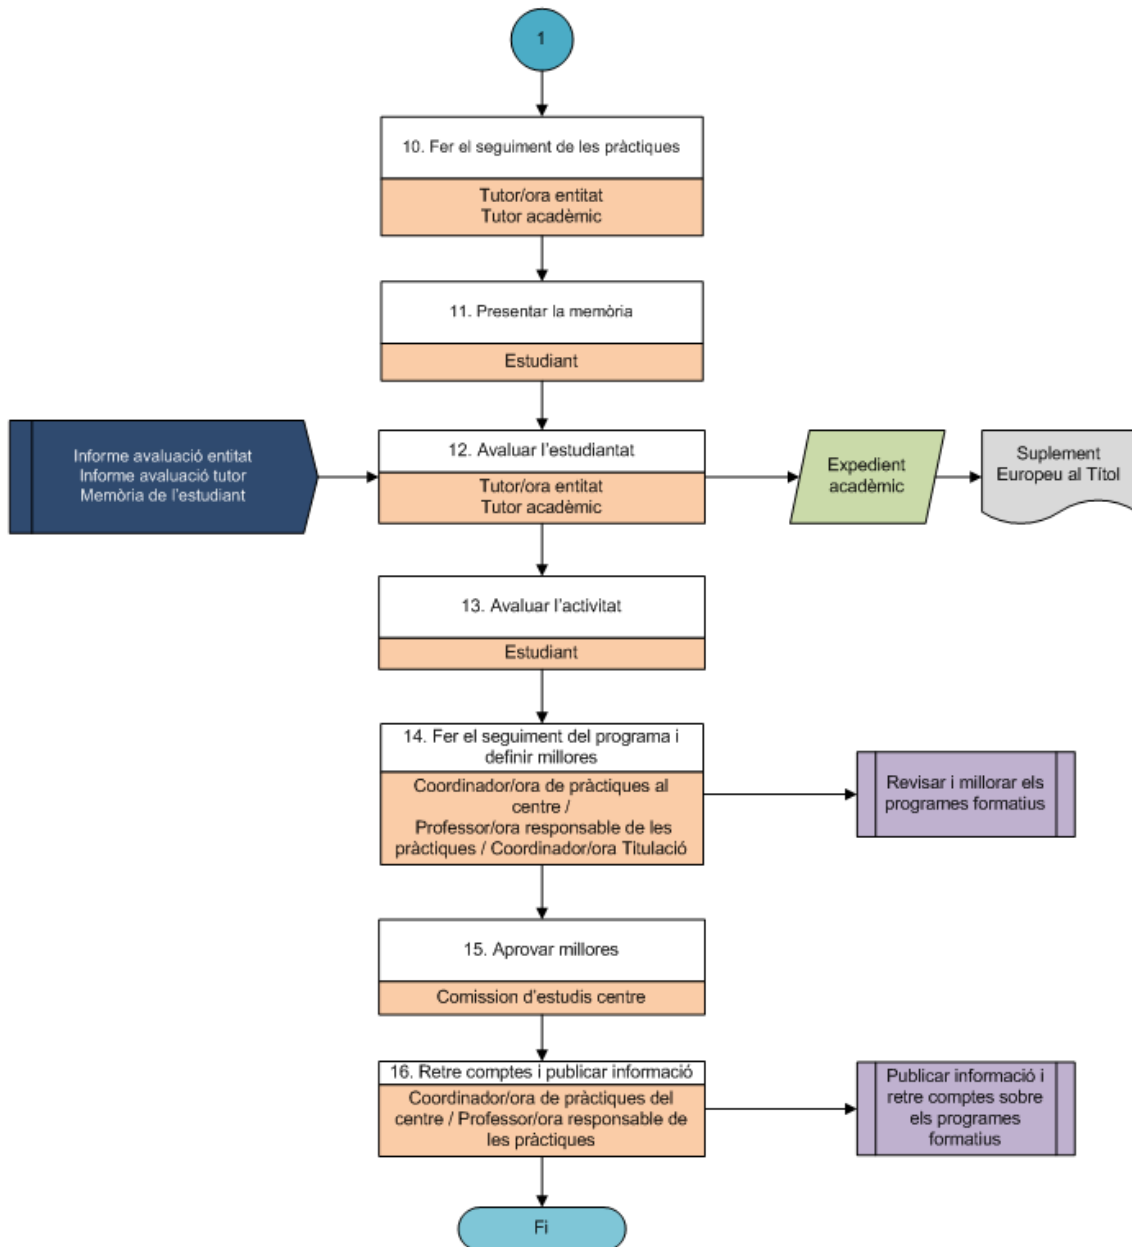 1
10. Fer el seguiment de les pràctiques
Tutor/ora entitat
Tutor acadèmic
11. Presentar la memòria
Estudiant
Informe avaluació entitat
Informe avaluació tutor
Memòria de l'estudiant
12. Avaluar l'estudiantat
Tutor/ora entitat
Tutor acadèmic
Expedient
acadèmic
Suplement
Europeu al Títol
13. Avaluar l'activitat
Estudiant
14. Fer el seguiment del programa i
definir millores
Coordinador/ora de pràctiques al
centre /
Professor/ora responsable de les
pràctiques / Coordinador/ora Titulació
Revisar i millorar els
programes formatius
15. Aprovar millores
Comission d'estudis centre
16. Retre comptes i publicar informació
Coordinador/ora de pràctiques del
centre / Professor/ora responsable de
les pràctiques
Publicar informació i
retre comptes sobre
els programes
formatius
Fi